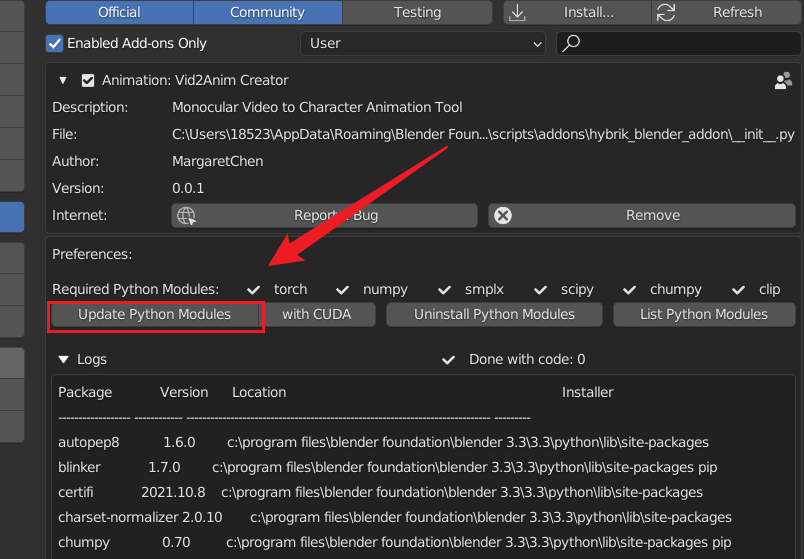 Official Community Testing Install... Refresh
Enabled Add-ons Only User
Animation: Vid2Anim Creator
Description: Monocular Video to Character Animation Tool
File: C:\Users\18523\AppData\Roaming\Blender Foun...\scripts\addons\hybrik_blender_addon\__init__.py
Author: MargaretChen
Version: 0.0.1
Internet: Report a Bug Remove
Preferences:
Required Python Modules: torch numpy smplx scipy chumpy clip
Update Python Modules with CUDA Uninstall Python Modules List Python Modules
Logs Done with code: 0
Package Version Location Installer
------------------ ------------ ---------------------------------------------------------------------------- ---------
autopep8 1.6.0 c:\program files\blender foundation\blender 3.3\3.3\python\lib\site-packages
blinker 1.7.0 c:\program files\blender foundation\blender 3.3\3.3\python\lib\site-packages pip
certifi 2021.10.8 c:\program files\blender foundation\blender 3.3\3.3\python\lib\site-packages
charset-normalizer 2.0.10 c:\program files\blender foundation\blender 3.3\3.3\python\lib\site-packages
chumpy 0.70 c:\program files\blender foundation\blender 3.3\3.3\python\lib\site-packages pip